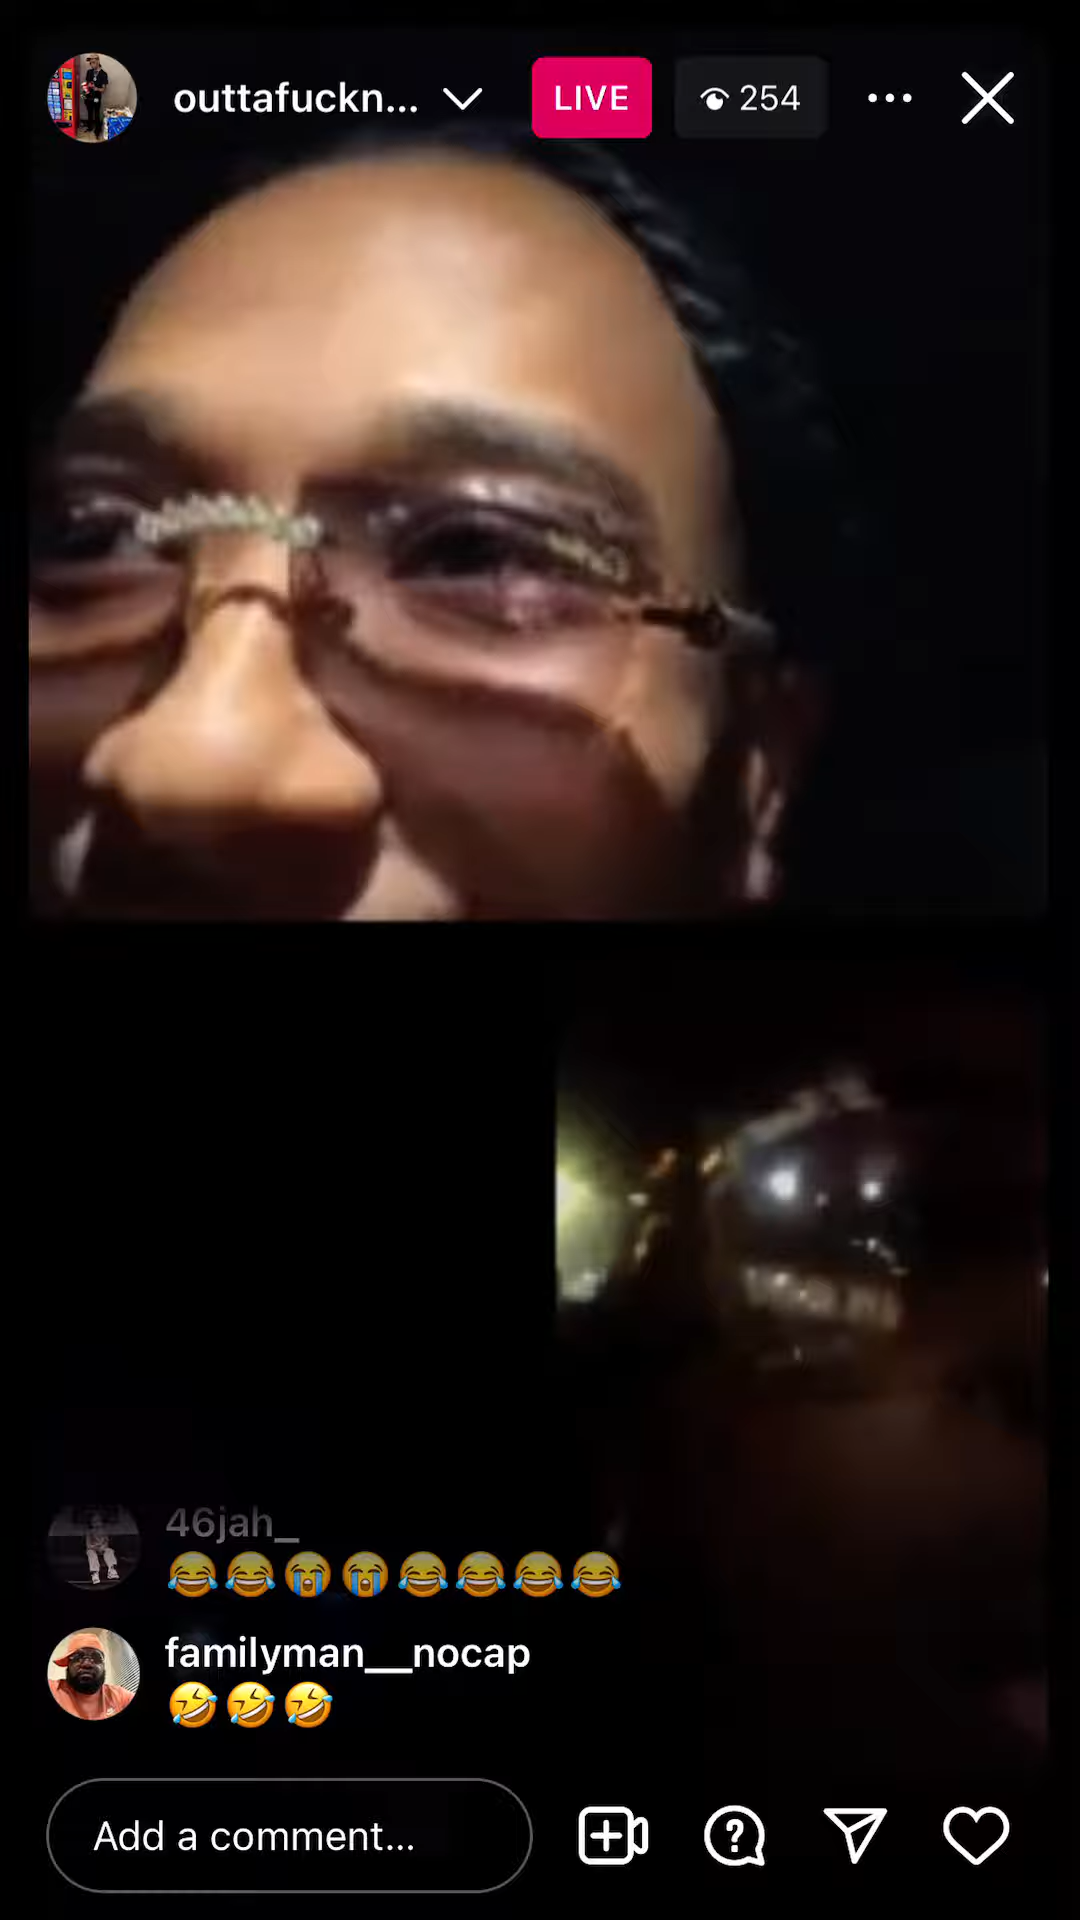 outtafuckn...
LIVE
254
46jah_
😂😂😭😭😂😂😂😂
familyman__nocap
🤣🤣🤣
Add a comment...